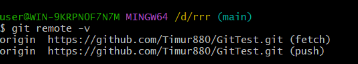 user@WIN-9KRPNOF7N7M MINGW64 /d/rrr (main)
$ git remote -v
origin  https://github.com/Timur880/GitTest.git (fetch)
origin  https://github.com/Timur880/GitTest.git (push)